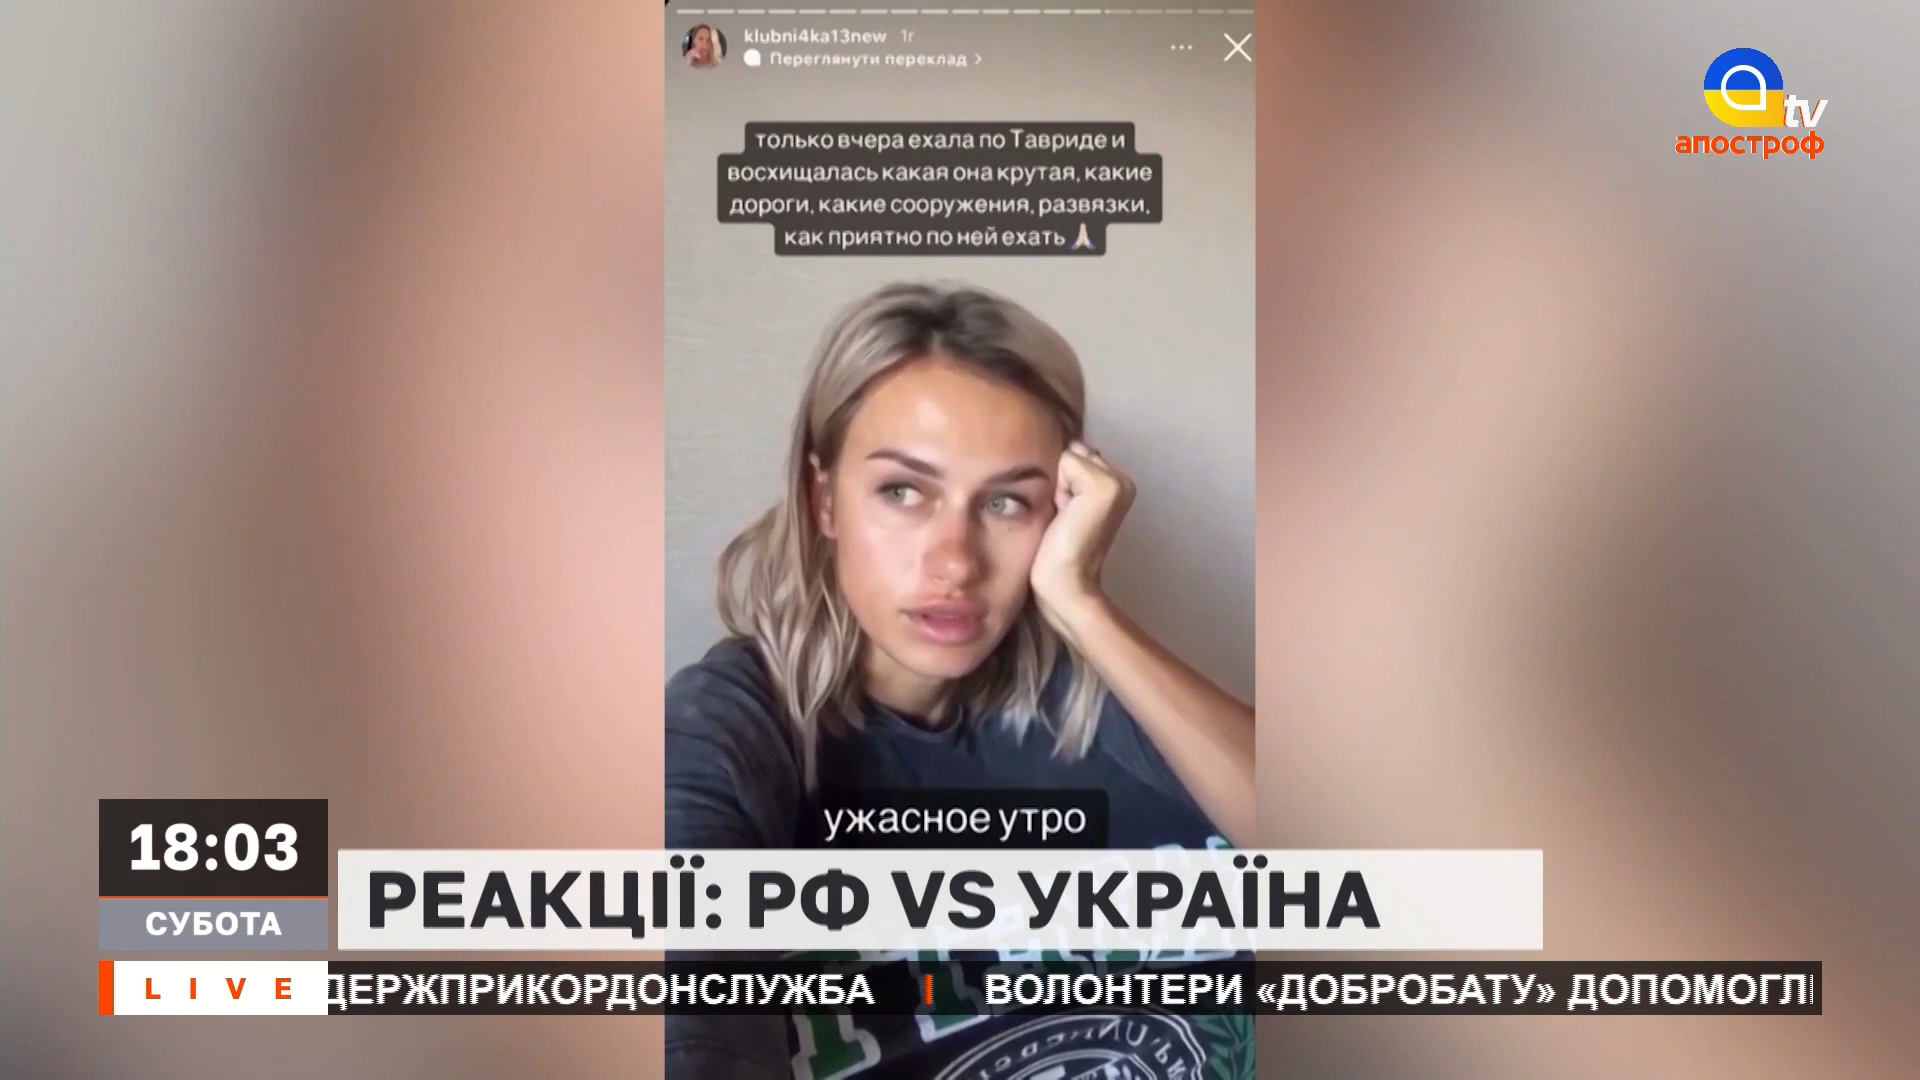 klubni4ka13new 1г
Переглянути переклад
только вчера ехала по Тавриде и
восхищалась какая она крутая, какие
дороги, какие сооружения, развязки,
как приятно по ней ехать
tv
апостроф
ужасное утро
18:03
СУБОТА
РЕАКЦІЇ: РФ VS УКРАЇНА
LIVE
ДЕРЖПРИКОРДОНСЛУЖБА | ВОЛОНТЕРИ «ДОБРОБАТУ» ДОПОМОГЛІ